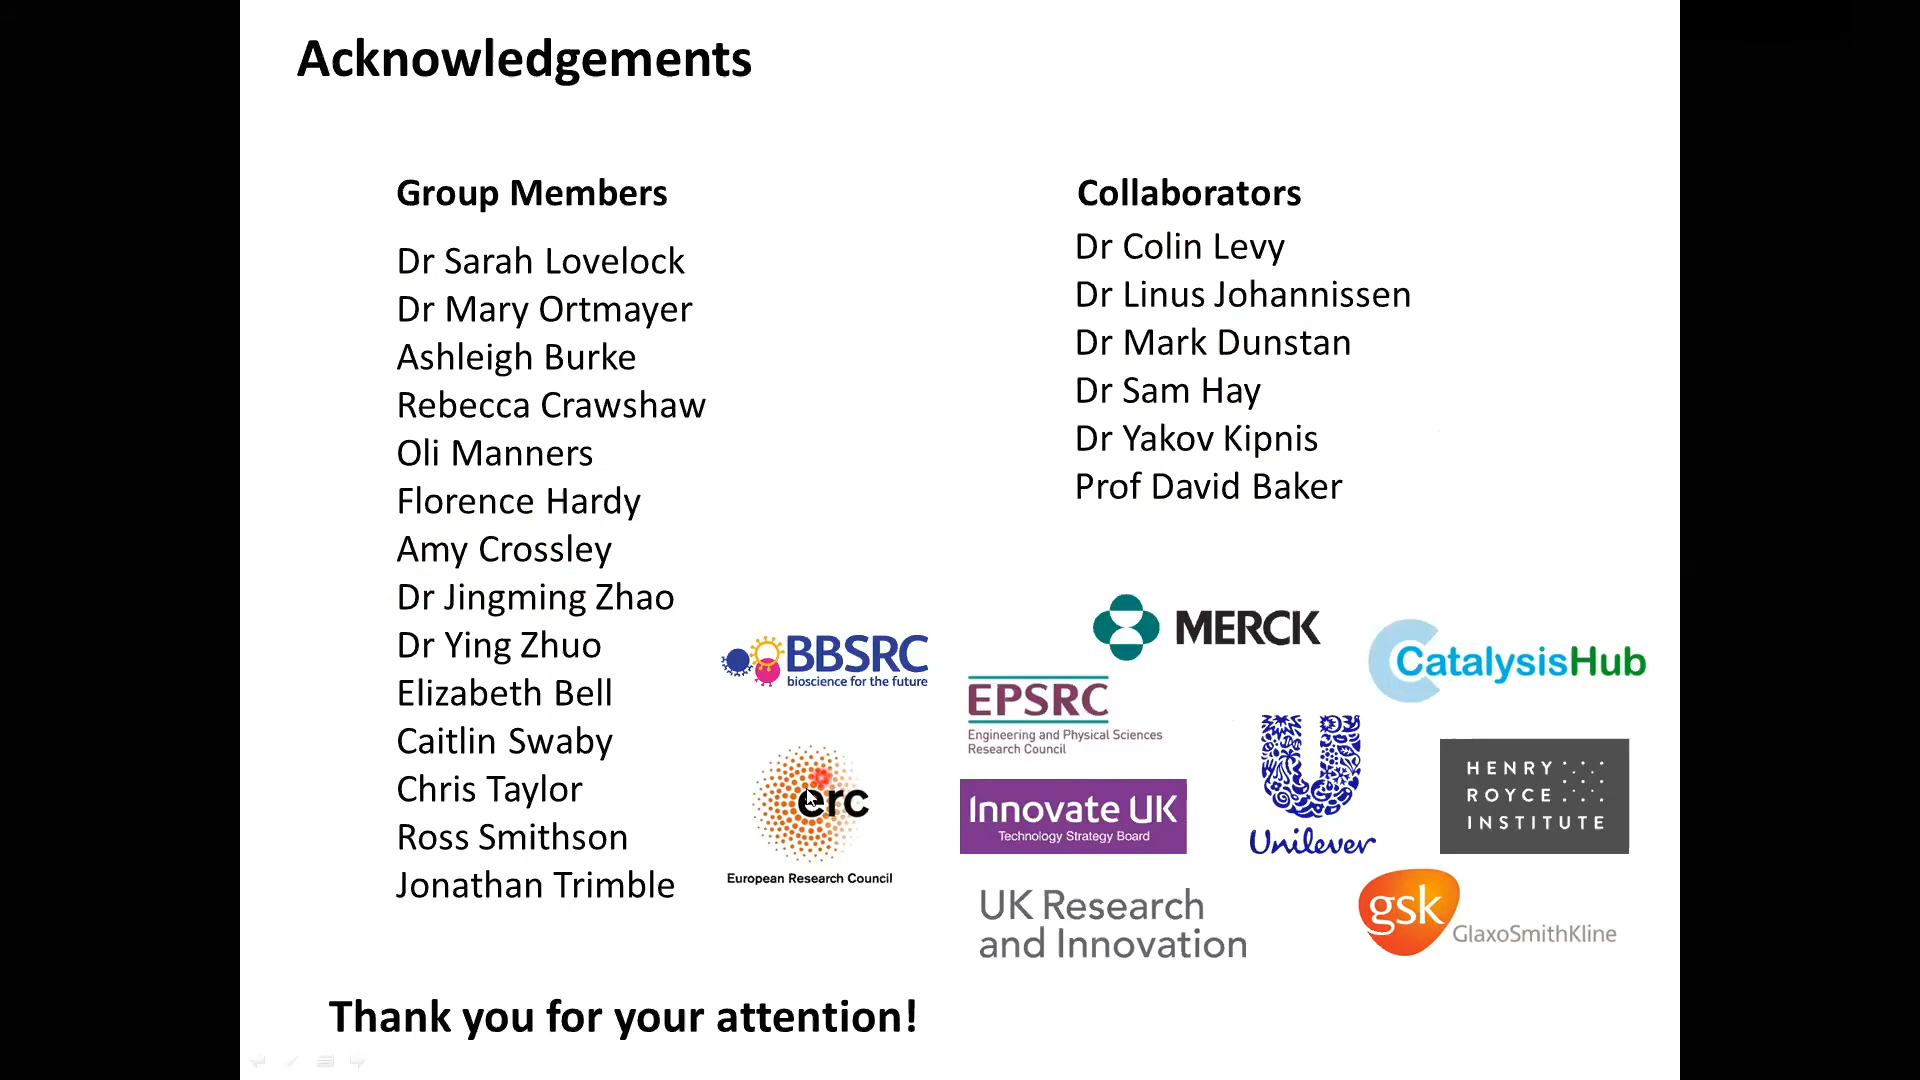 Acknowledgements
Group Members
Dr Sarah Lovelock
Dr Mary Ortmayer
Ashleigh Burke
Rebecca Crawshaw
Oli Manners
Florence Hardy
Amy Crossley
Dr Jingming Zhao
Dr Ying Zhuo
Elizabeth Bell
Caitlin Swaby
Chris Taylor
Ross Smithson
Jonathan Trimble
Collaborators
Dr Colin Levy
Dr Linus Johannissen
Dr Mark Dunstan
Dr Sam Hay
Dr Yakov Kipnis
Prof David Baker
BBSRC
bioscience for the future
MERCK
CatalysisHub
EPSRC
Engineering and Physical Sciences
Research Council
erc
European Research Council
Innovate UK
Technology Strategy Board
Unilever
HENRY
ROYCE
INSTITUTE
UK Research
and Innovation
gsk
GlaxoSmithKline
Thank you for your attention!